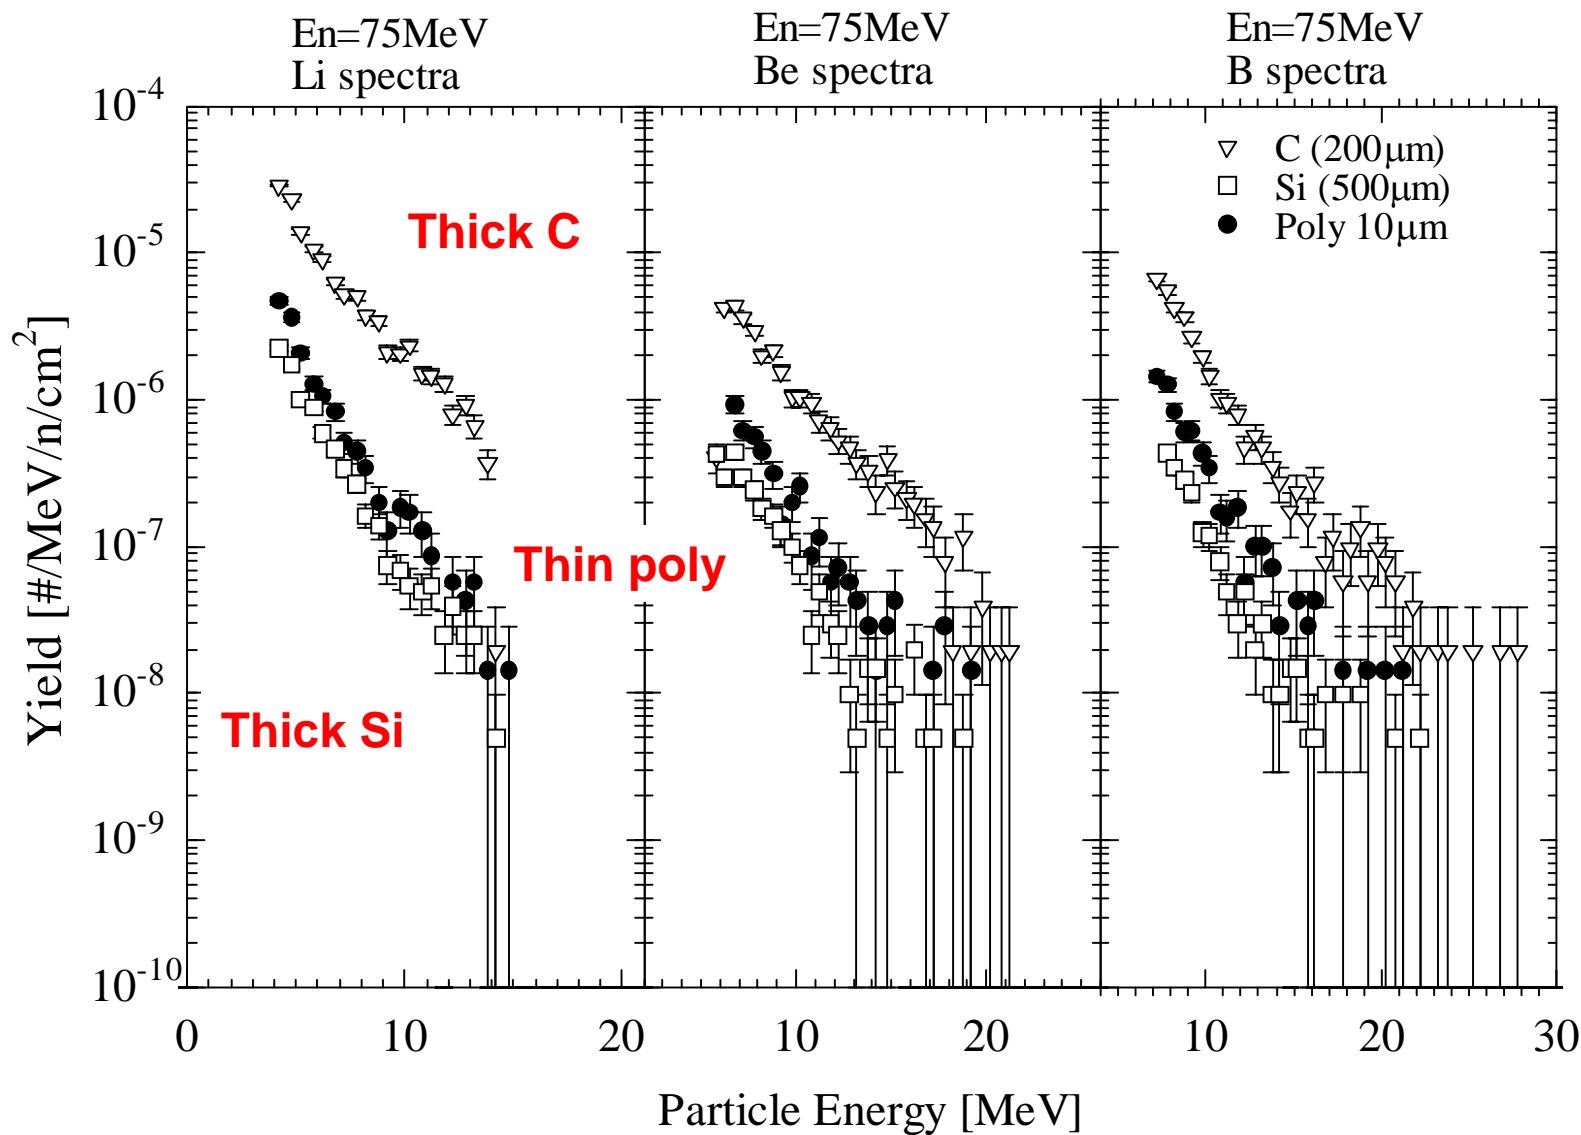 En=75MeV
Li spectra
En=75MeV
Be spectra
En=75MeV
B spectra
C (200μm)
Si (500μm)
Poly 10μm
Thick C
Thin poly
Thick Si
Yield [#/MeV/n/cm²]
10⁻⁴
10⁻⁵
10⁻⁶
10⁻⁷
10⁻⁸
10⁻⁹
10⁻¹⁰
0 10 20 10 20 10 20 30
Particle Energy [MeV]